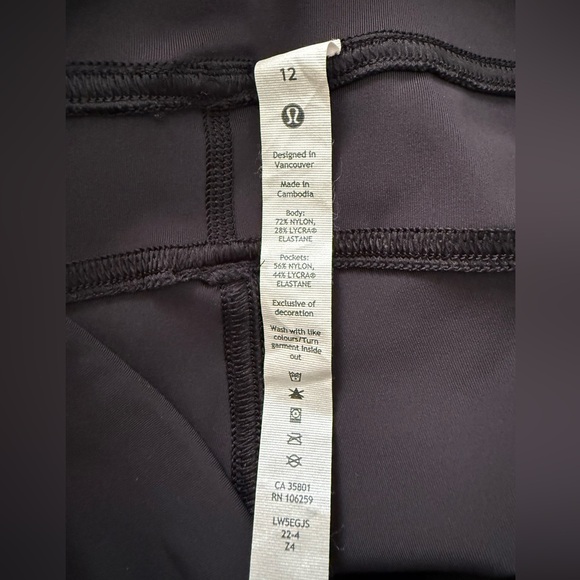 12
Designed in
Vancouver
Made in
Cambodia
Body:
72% NYLON,
28% LYCRA®
ELASTANE
Pockets:
56% NYLON,
44% LYCRA®
ELASTANE
Exclusive of
decoration
Wash with like
colours/Turn
garment inside
out
CA 35801
RN 106259
LW5EGJS
22-4
Z4